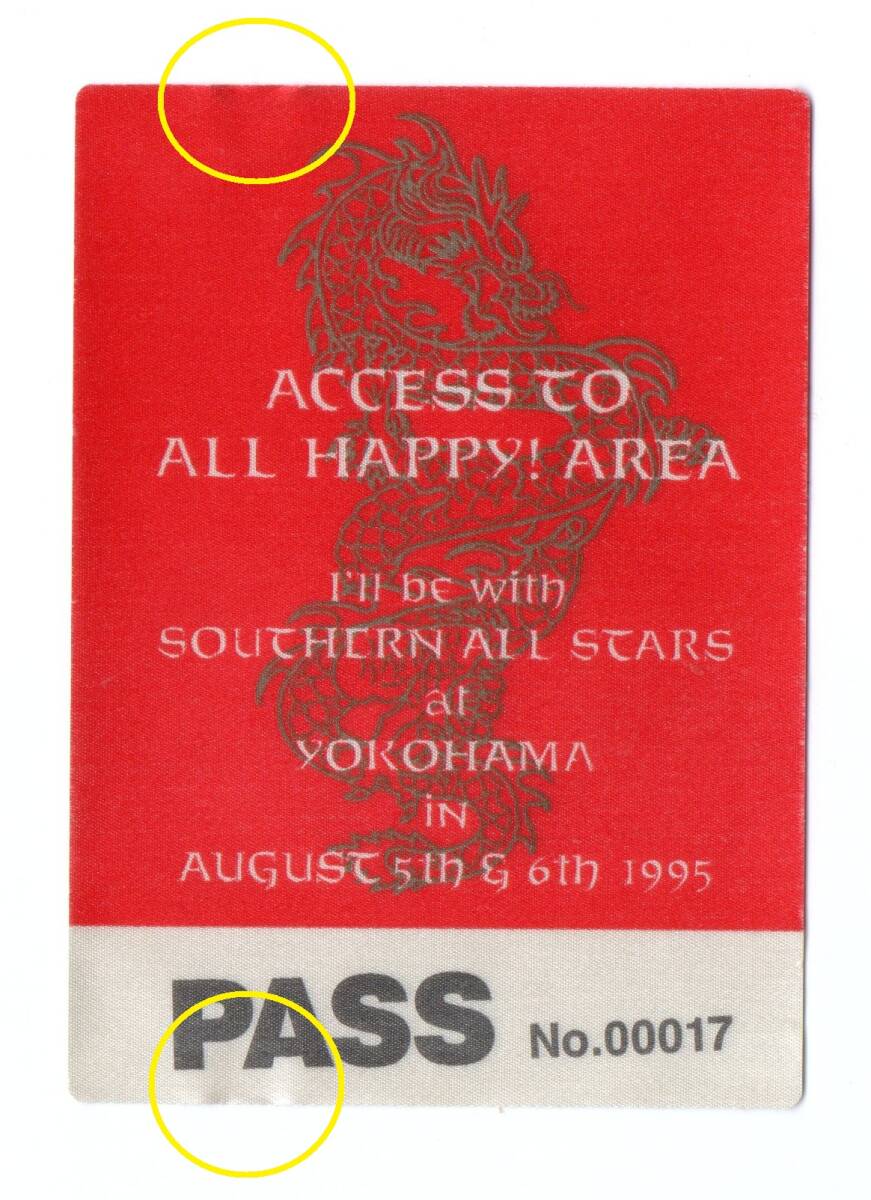 ACCESS TO
ALL HAPPY! AREA
I'll be with
SOUTHERN ALL STARS
at
YOKOHAMA
in
AUGUST 5th & 6th 1995
PASS No.00017